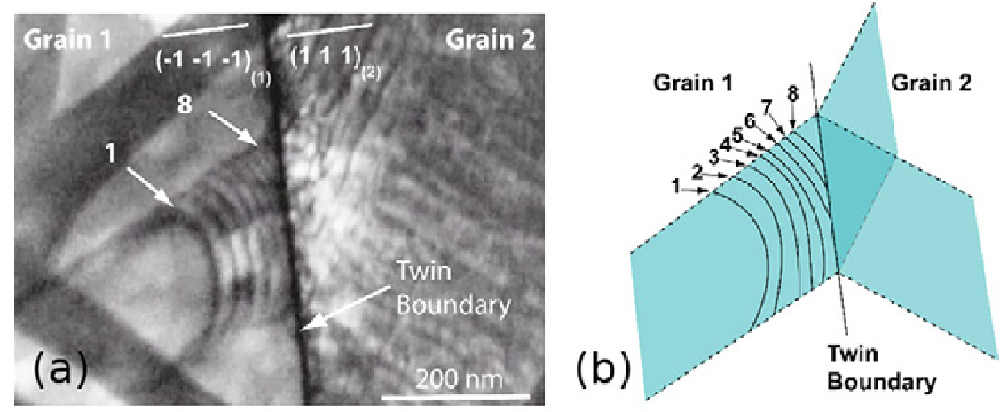 Grain 1
Grain 2
(-1 -1 -1)(1)
(1 1 1)(2)
8
1
Twin
Boundary
200 nm
(a)
Grain 1
Grain 2
8
7
6
5
4
3
2
1
Twin
Boundary
(b)